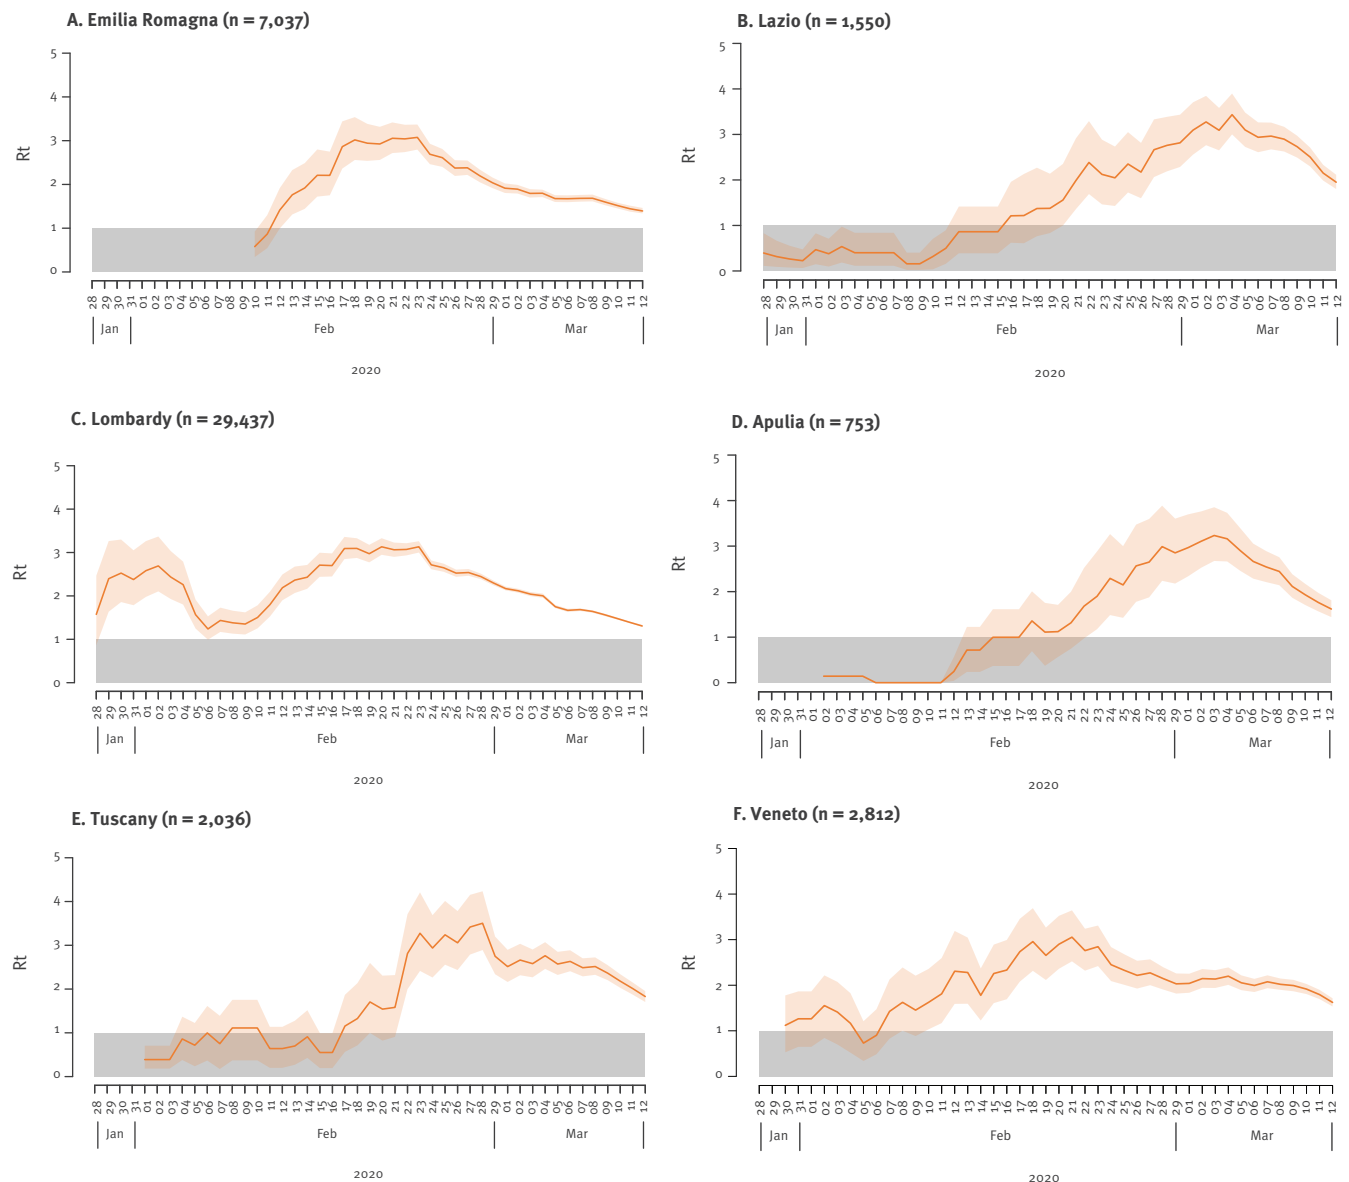 A. Emilia Romagna (n = 7,037)
5
4
3
2
1
0
Rt
28 29 30 31 01 02 03 04 05 06 07 08 09 10 11 12 13 14 15 16 17 18 19 20 21 22 23 24 25 26 27 28 29 01 02 03 04 05 06 07 08 09 10 11 12
Jan Feb Mar
2020
B. Lazio (n = 1,550)
5
4
3
2
1
0
Rt
28 29 30 31 01 02 03 04 05 06 07 08 09 10 11 12 13 14 15 16 17 18 19 20 21 22 23 24 25 26 27 28 29 01 02 03 04 05 06 07 08 09 10 11 12
Jan Feb Mar
2020
C. Lombardy (n = 29,437)
5
4
3
2
1
0
Rt
28 29 30 31 01 02 03 04 05 06 07 08 09 10 11 12 13 14 15 16 17 18 19 20 21 22 23 24 25 26 27 28 29 01 02 03 04 05 06 07 08 09 10 11 12
Jan Feb Mar
2020
D. Apulia (n = 753)
5
4
3
2
1
0
Rt
28 29 30 31 01 02 03 04 05 06 07 08 09 10 11 12 13 14 15 16 17 18 19 20 21 22 23 24 25 26 27 28 29 01 02 03 04 05 06 07 08 09 10 11 12
Jan Feb Mar
2020
E. Tuscany (n = 2,036)
5
4
3
2
1
0
Rt
28 29 30 31 01 02 03 04 05 06 07 08 09 10 11 12 13 14 15 16 17 18 19 20 21 22 23 24 25 26 27 28 29 01 02 03 04 05 06 07 08 09 10 11 12
Jan Feb Mar
2020
F. Veneto (n = 2,812)
5
4
3
2
1
0
Rt
28 29 30 31 01 02 03 04 05 06 07 08 09 10 11 12 13 14 15 16 17 18 19 20 21 22 23 24 25 26 27 28 29 01 02 03 04 05 06 07 08 09 10 11 12
Jan Feb Mar
2020